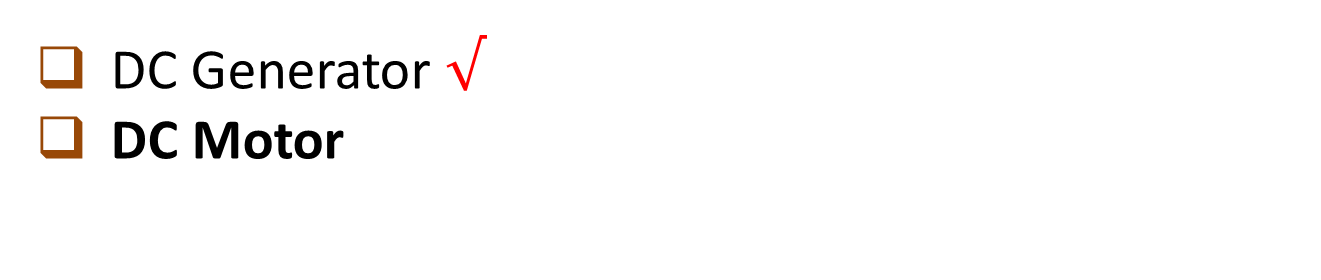 ❑ DC Generator √
❑ DC Motor